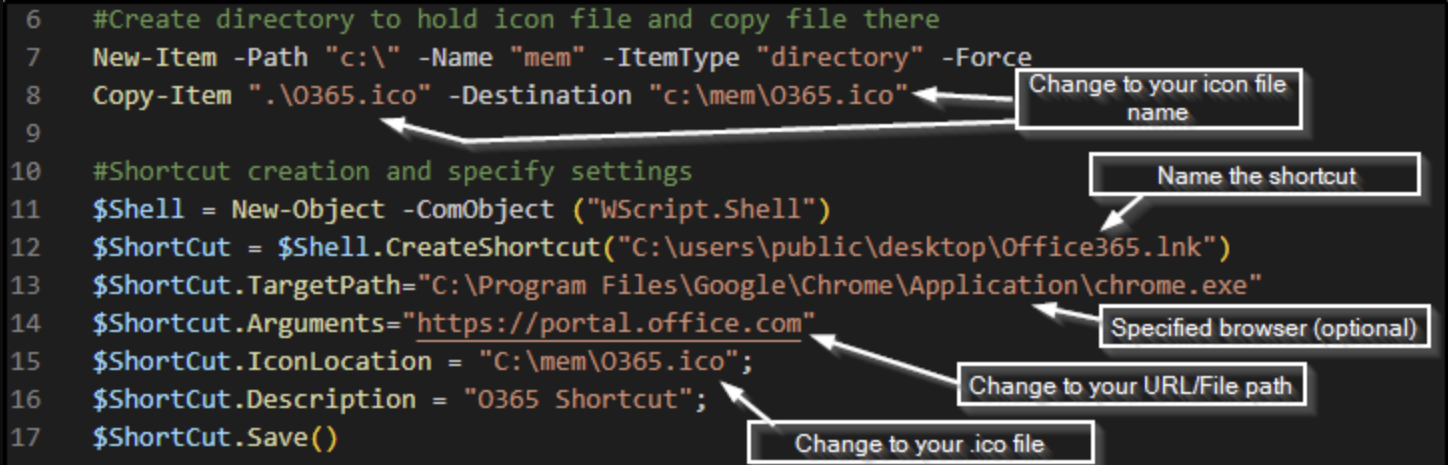 6 #Create directory to hold icon file and copy file there
7 New-Item -Path "c:\" -Name "mem" -ItemType "directory" -Force
8 Copy-Item ".\O365.ico" -Destination "c:\mem\O365.ico"
Change to your icon file
name
9
10 #Shortcut creation and specify settings
Name the shortcut
11 $Shell = New-Object -ComObject ("WScript.Shell")
12 $ShortCut = $Shell.CreateShortcut("C:\users\public\desktop\Office365.lnk")
13 $ShortCut.TargetPath="C:\Program Files\Google\Chrome\Application\chrome.exe"
Specified browser (optional)
14 $Shortcut.Arguments="https://portal.office.com"
15 $ShortCut.IconLocation = "C:\mem\O365.ico";
Change to your URL/File path
16 $ShortCut.Description = "O365 Shortcut";
17 $ShortCut.Save()
Change to your .ico file